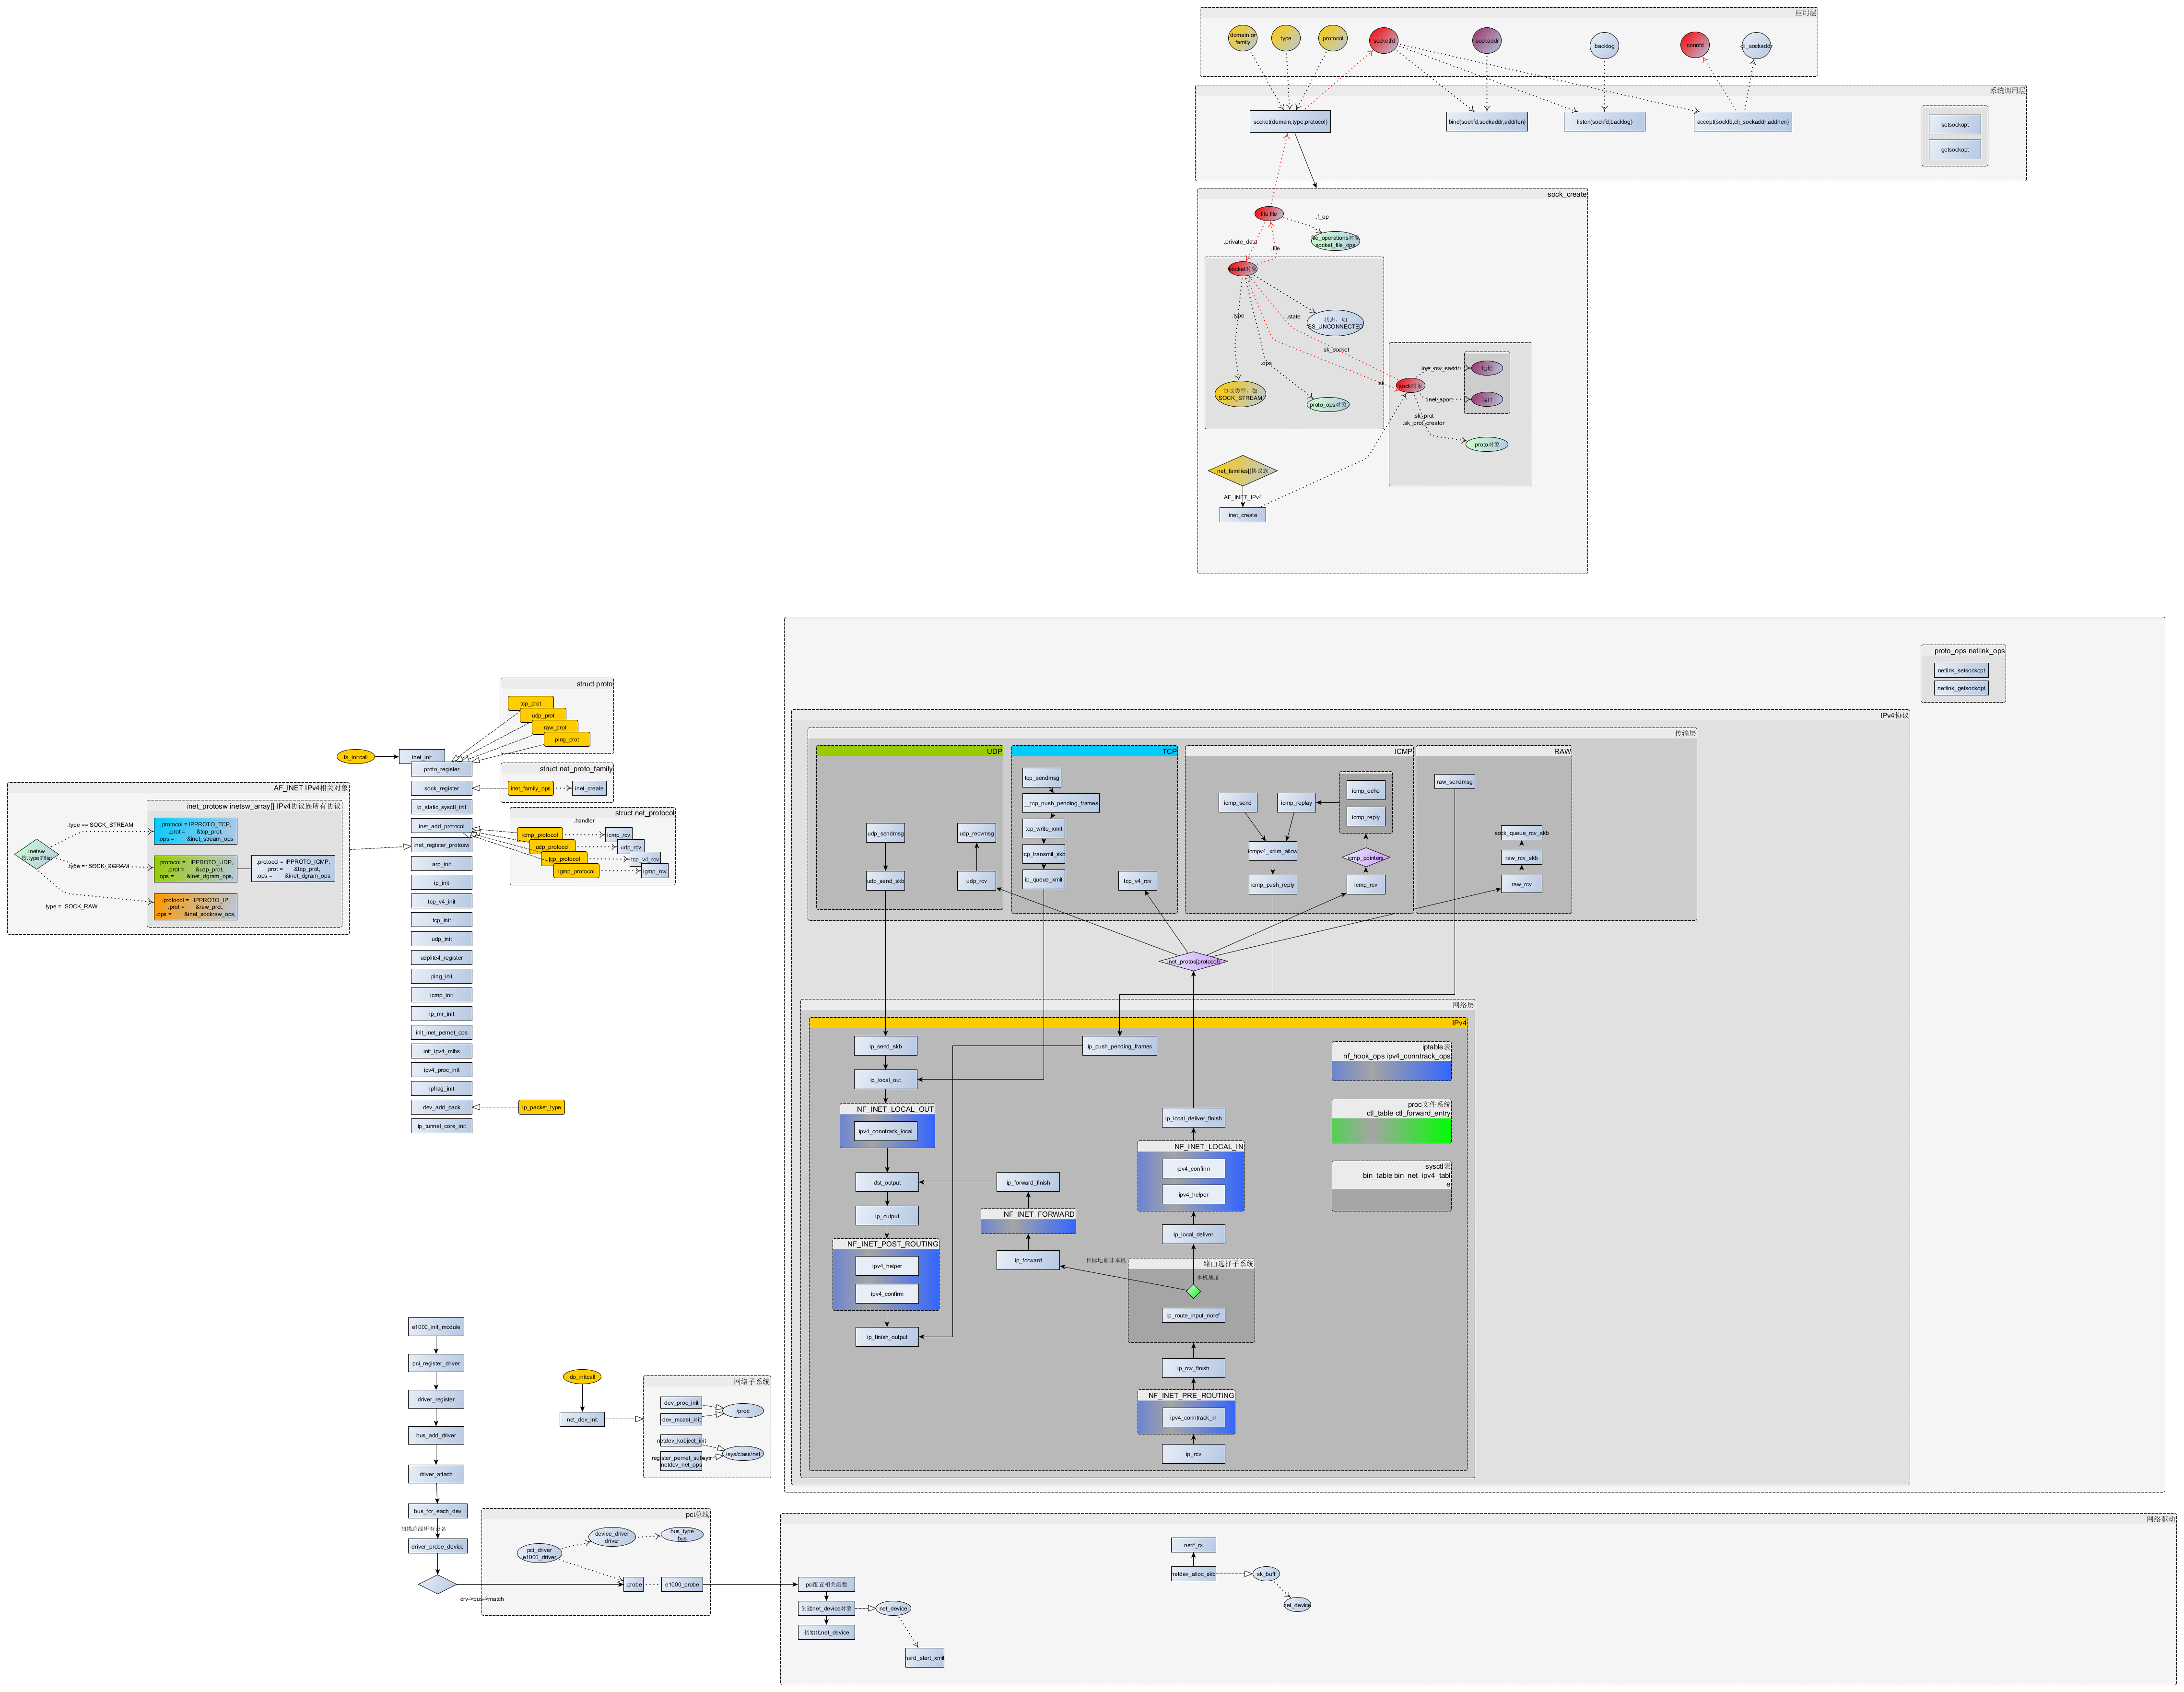 应用层
domain or
family
type
protocol
socketfd
sockaddr
backlog
connfd
cli_sockaddr
系统调用层
socket(domain,type,protocol)
bind(sockfd,sockaddr,addrlen)
listen(sockfd,backlog)
accept(sockfd,cli_sockaddr,addrlen)
setsockopt
getsockopt
sock_create
file file
.f_op
file_operations对象
socket_file_ops
.private_data
.file
socket对象
.type
.state
状态，如
SS_UNCONNECTED
.sk_socket
.ops
.sk
协议类型，如
SOCK_STREAM?
proto_ops对象
sock对象
.inet_rcv_saddr
地址
.inet_sport
端口
.sk_prot
.sk_prot_creator
proto对象
net_families[]协议族
AF_INET_IPv4
inet_create
struct proto
tcp_prot
udp_prot
raw_prot
ping_prot
fs_initcall
inet_init
proto_register
sock_register
ip_static_sysctl_init
inet_add_protocol
inet_register_protosw
arp_init
ip_init
tcp_v4_init
tcp_init
udp_init
udplite4_register
ping_init
icmp_init
ip_mr_init
init_inet_pernet_ops
init_ipv4_mibs
ipv4_proc_init
ipfrag_init
dev_add_pack
ip_tunnel_core_init
ip_packet_type
struct net_proto_family
inet_family_ops
inet_create
struct net_protocol
.handler
icmp_protocol
icmp_rcv
udp_protocol
udp_rcv
tcp_protocol
tcp_v4_rcv
igmp_protocol
igmp_rcv
AF_INET IPv4相关对象
inet_protosw inetsw_array[] IPv4协议族所有协议
inetsw
按.type的list
.type == SOCK_STREAM
.type = SOCK_DGRAM
.type = SOCK_RAW
.protocol = IPPROTO_TCP,
.prot = &tcp_prot,
.ops = &inet_stream_ops
.protocol = IPPROTO_UDP,
.prot = &udp_prot,
.ops = &inet_dgram_ops,
.protocol = IPPROTO_ICMP,
.prot = &tcp_prot,
.ops = &inet_dgram_ops
.protocol = IPPROTO_IP,
.prot = &raw_prot,
.ops = &inet_sockraw_ops,
proto_ops netlink_ops
netlink_setsockopt
netlink_getsockopt
IPv4协议
传输层
UDP
udp_sendmsg
udp_recvmsg
udp_send_skb
udp_rcv
TCP
tcp_sendmsg
__tcp_push_pending_frames
tcp_write_xmit
tcp_transmit_skb
ip_queue_xmit
tcp_v4_rcv
ICMP
icmp_send
icmp_replay
icmp_echo
icmp_reply
icmpv4_xrlim_allow
icmp_pointers
icmp_push_reply
icmp_rcv
RAW
raw_sendmsg
sock_queue_rcv_skb
raw_rcv_skb
raw_rcv
inet_protos[protocol]
网络层
IPv4
ip_send_skb
ip_push_pending_frames
ip_local_out
NF_INET_LOCAL_OUT
ipv4_conntrack_local
dst_output
ip_output
NF_INET_POST_ROUTING
ipv4_helper
ipv4_confirm
ip_finish_output
ip_forward_finish
NF_INET_FORWARD
ip_forward
ip_local_deliver_finish
NF_INET_LOCAL_IN
ipv4_confirm
ipv4_helper
ip_local_deliver
目标地址非本机
路由选择子系统
本机地址
ip_route_input_noref
ip_rcv_finish
NF_INET_PRE_ROUTING
ipv4_conntrack_in
ip_rcv
iptable表
nf_hook_ops ipv4_conntrack_ops
proc文件系统
ctl_table ctl_forward_entry
sysctl表
bin_table bin_net_ipv4_tabl
e
e1000_init_module
pci_register_driver
driver_register
bus_add_driver
driver_attach
bus_for_each_dev
扫描总线所有设备
driver_probe_device
drv->bus->match
do_initcall
net_dev_init
网络子系统
dev_proc_init
dev_mcast_init
/proc
netdev_kobject_init
register_pernet_subsys
netdev_net_ops
/sys/class/net
pci总线
pci_driver
e1000_driver
device_driver
driver
bus_type
bus
.probe
e1000_probe
网络驱动
pci配置相关函数
创建net_device对象
初始化net_device
net_device
hard_start_xmit
netif_rx
netdev_alloc_skb
sk_buff
net_device